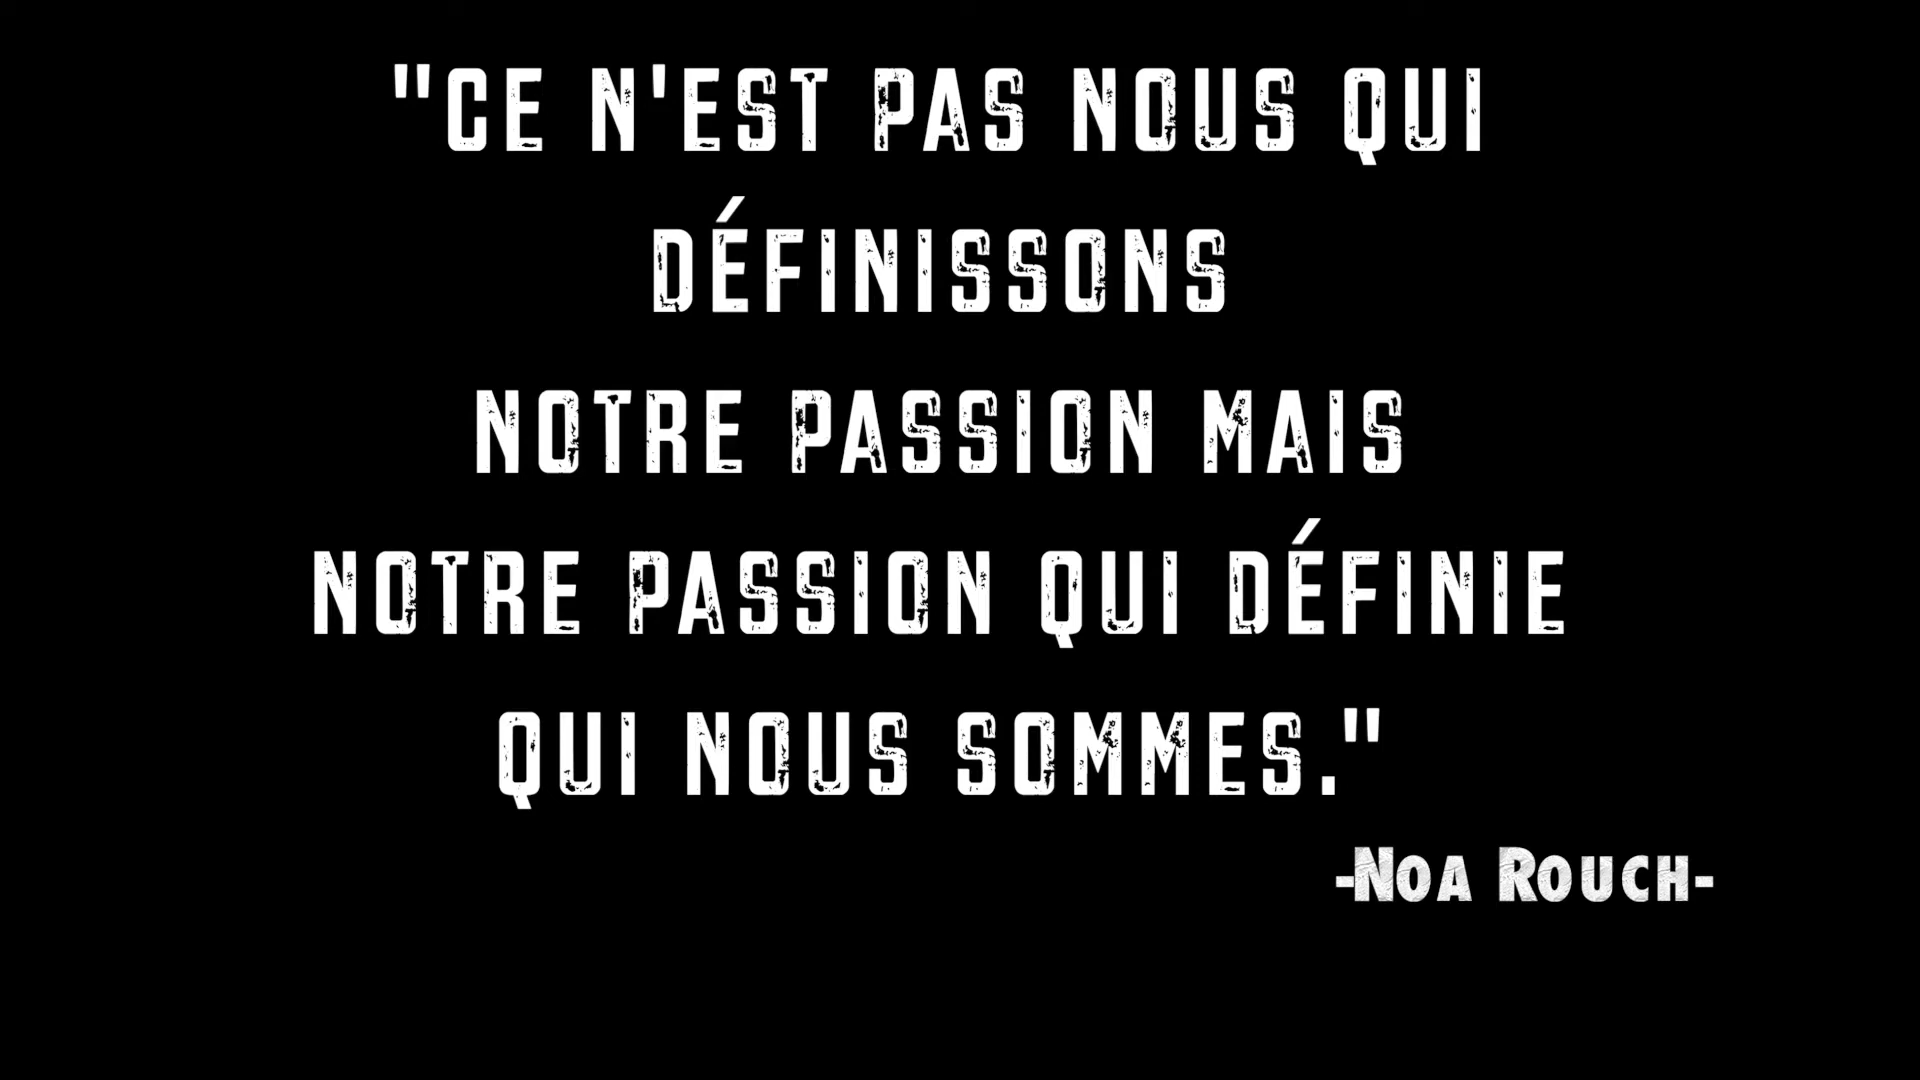 "CE N'EST PAS NOUS QUI
DÉFINISSONS
NOTRE PASSION MAIS
NOTRE PASSION QUI DÉFINIE
QUI NOUS SOMMES."
-NOA ROUCH-